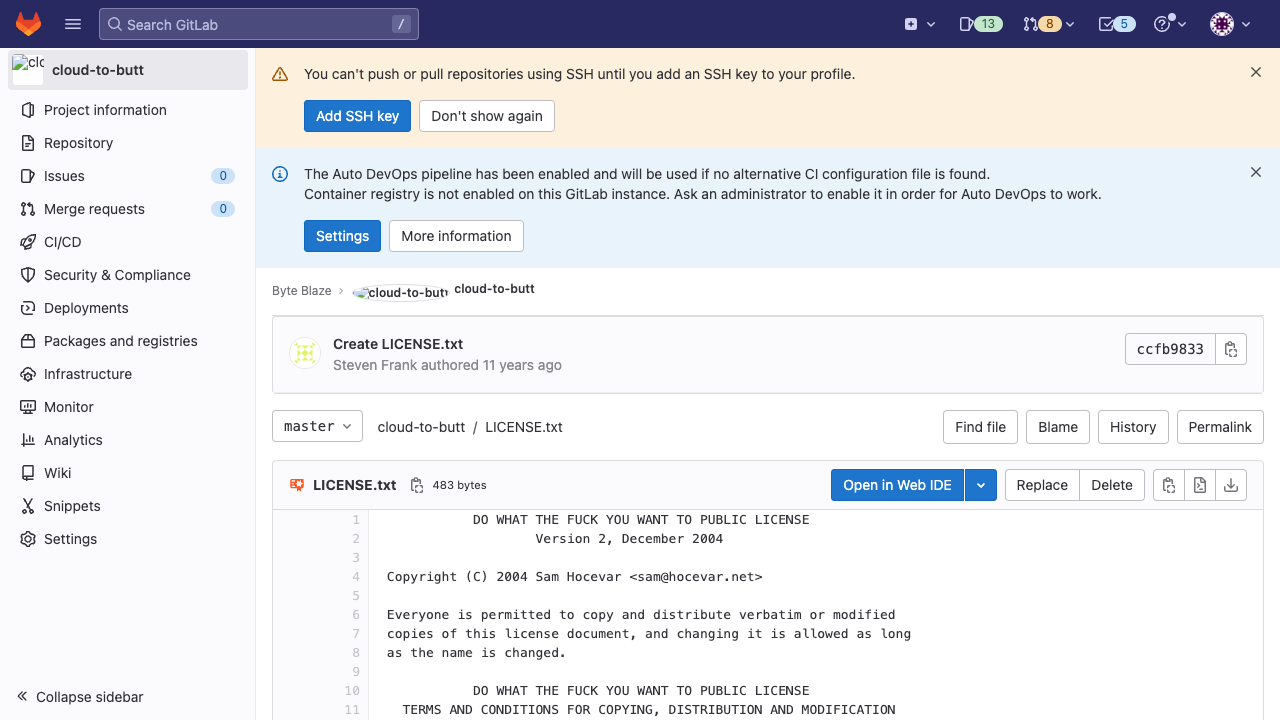 Search GitLab /
13
8
5
cloud-to-butt
Project information
Repository
Issues 0
Merge requests 0
CI/CD
Security & Compliance
Deployments
Packages and registries
Infrastructure
Monitor
Analytics
Wiki
Snippets
Settings
Collapse sidebar
You can't push or pull repositories using SSH until you add an SSH key to your profile.
Add SSH key Don't show again
The Auto DevOps pipeline has been enabled and will be used if no alternative CI configuration file is found.
Container registry is not enabled on this GitLab instance. Ask an administrator to enable it in order for Auto DevOps to work.
Settings More information
Byte Blaze cloud-to-butt cloud-to-butt
Create LICENSE.txt
Steven Frank authored 11 years ago
ccfb9833
master cloud-to-butt / LICENSE.txt Find file Blame History Permalink
LICENSE.txt 483 bytes Open in Web IDE Replace Delete
1 DO WHAT THE FUCK YOU WANT TO PUBLIC LICENSE
2 Version 2, December 2004
3
4 Copyright (C) 2004 Sam Hocevar <sam@hocevar.net>
5
6 Everyone is permitted to copy and distribute verbatim or modified
7 copies of this license document, and changing it is allowed as long
8 as the name is changed.
9
10 DO WHAT THE FUCK YOU WANT TO PUBLIC LICENSE
11 TERMS AND CONDITIONS FOR COPYING, DISTRIBUTION AND MODIFICATION